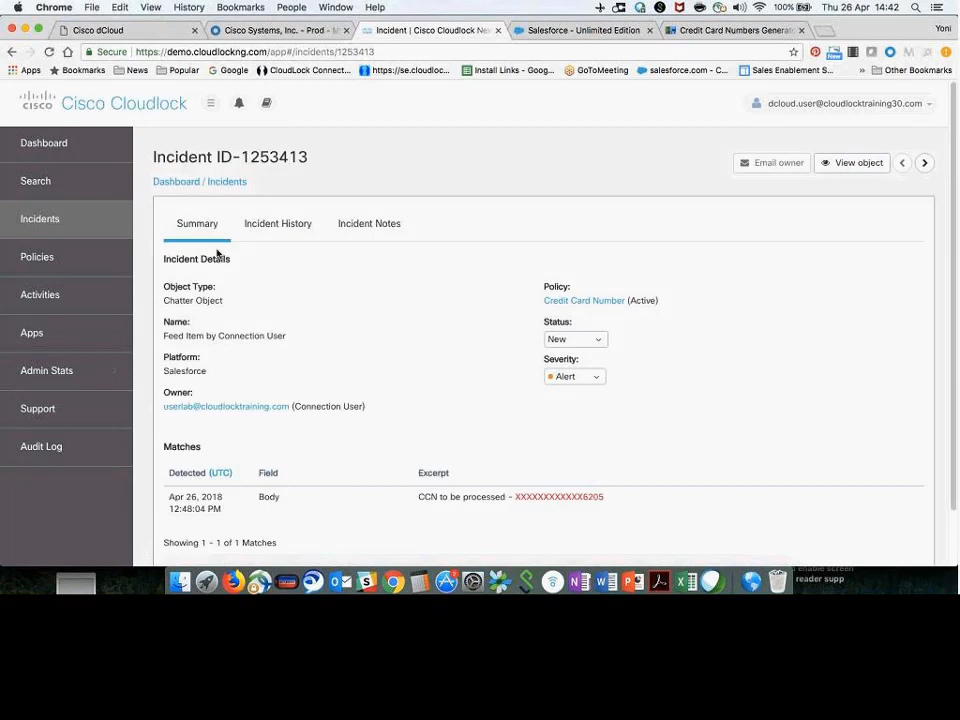 Chrome File Edit View History Bookmarks People Window Help 100% Thu 26 Apr 14:42
Cisco dCloud Cisco Systems, Inc. - Prod - M Incident | Cisco Cloudlock Ne Salesforce - Unlimited Edition Credit Card Numbers Generat Yoni
https://demo.cloudlockng.com/app#/incidents/1253413
Apps Bookmarks News Popular Google CloudLock Connect... https://se.cloudloc... Install Links - Goog... GoToMeeting salesforce.com - C... Sales Enablement S... » Other Bookmarks
CISCO Cisco Cloudlock dcloud.user@cloudlocktraining30.com
Dashboard
Search
Incidents
Policies
Activities
Apps
Admin Stats
Support
Audit Log
Incident ID-1253413
Email owner View object
Dashboard / Incidents
Summary Incident History Incident Notes
Incident Details
Object Type: Policy:
Chatter Object Credit Card Number (Active)
Name: Status:
Feed Item by Connection User New
Platform: Severity:
Salesforce Alert
Owner:
userlab@cloudlocktraining.com (Connection User)
Matches
Detected (UTC) Field Excerpt
Apr 26, 2018 Body CCN to be processed - XXXXXXXXXXXX6205
12:48:04 PM
Showing 1 - 1 of 1 Matches
enable screen
reader supp